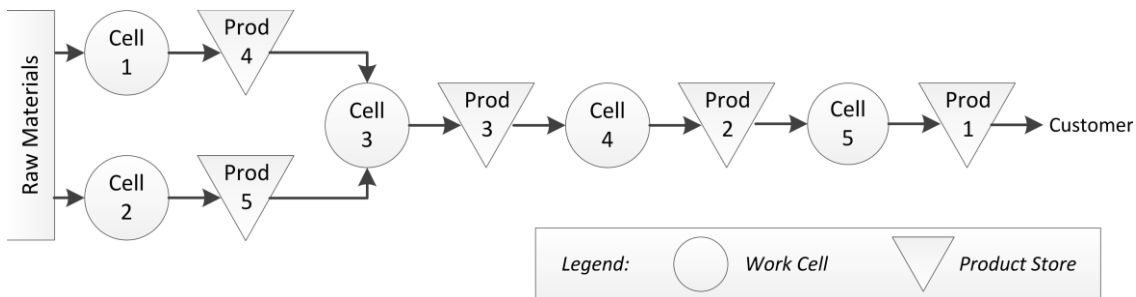 Raw Materials
Cell
1
Prod
4
Cell
2
Prod
5
Cell
3
Prod
3
Cell
4
Prod
2
Cell
5
Prod
1
Customer
Legend:
Work Cell
Product Store